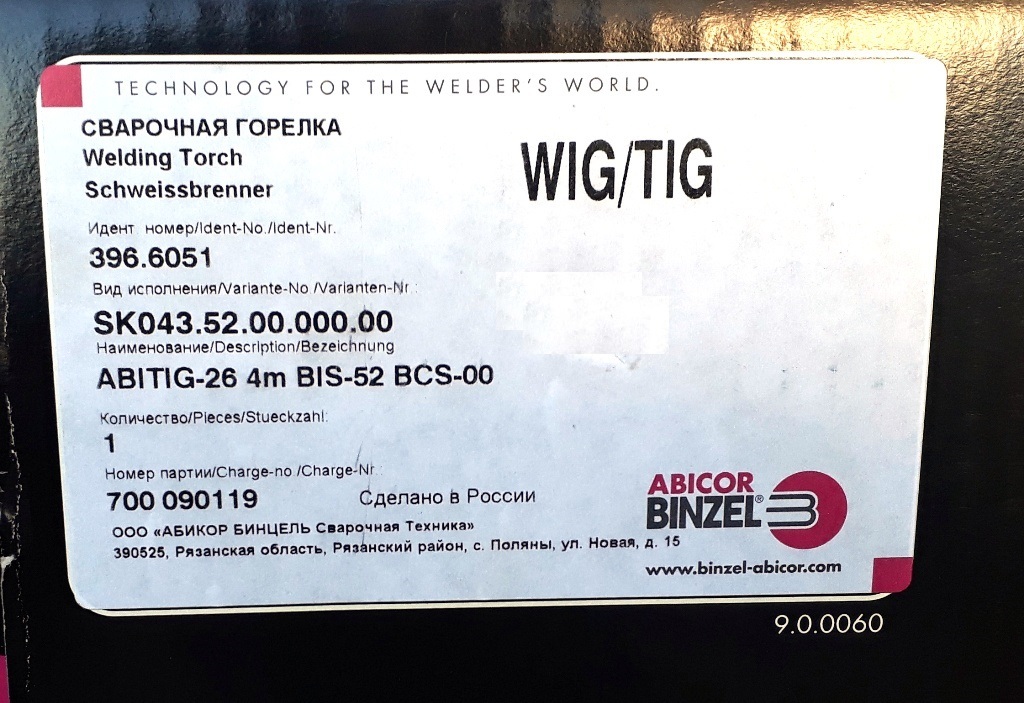 TECHNOLOGY FOR THE WELDER'S WORLD.
СВАРОЧНАЯ ГОРЕЛКА
Welding Torch
Schweissbrenner
WIG/TIG
Идент. номер/Ident-No./Ident-Nr.
396.6051
Вид исполнения/Variante-No /Varianten-Nr.:
SK043.52.00.000.00
Наименование/Description/Bezeichnung
ABITIG-26 4m BIS-52 BCS-00
Количество/Pieces/Stueckzahl:
1
Номер партии/Charge-no /Charge-Nr.:
700 090119 Сделано в России
ООО «АБИКОР БИНЦЕЛЬ Сварочная Техника»
390525, Рязанская область, Рязанский район, с. Поляны, ул. Новая, д. 15
ABICOR
BINZEL®
www.binzel-abicor.com
9.0.0060